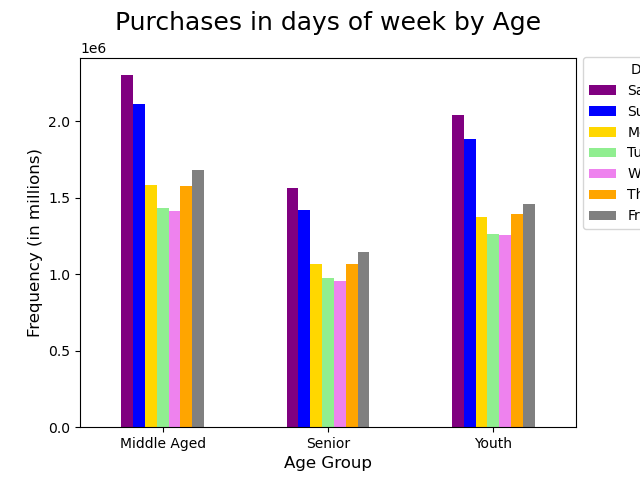 Purchases in days of week by Age
1e6
Frequency (in millions)
2.0
1.5
1.0
0.5
0.0
Middle Aged Senior Youth
Age Group
D
Sa
Su
M
Tu
W
Th
Fr